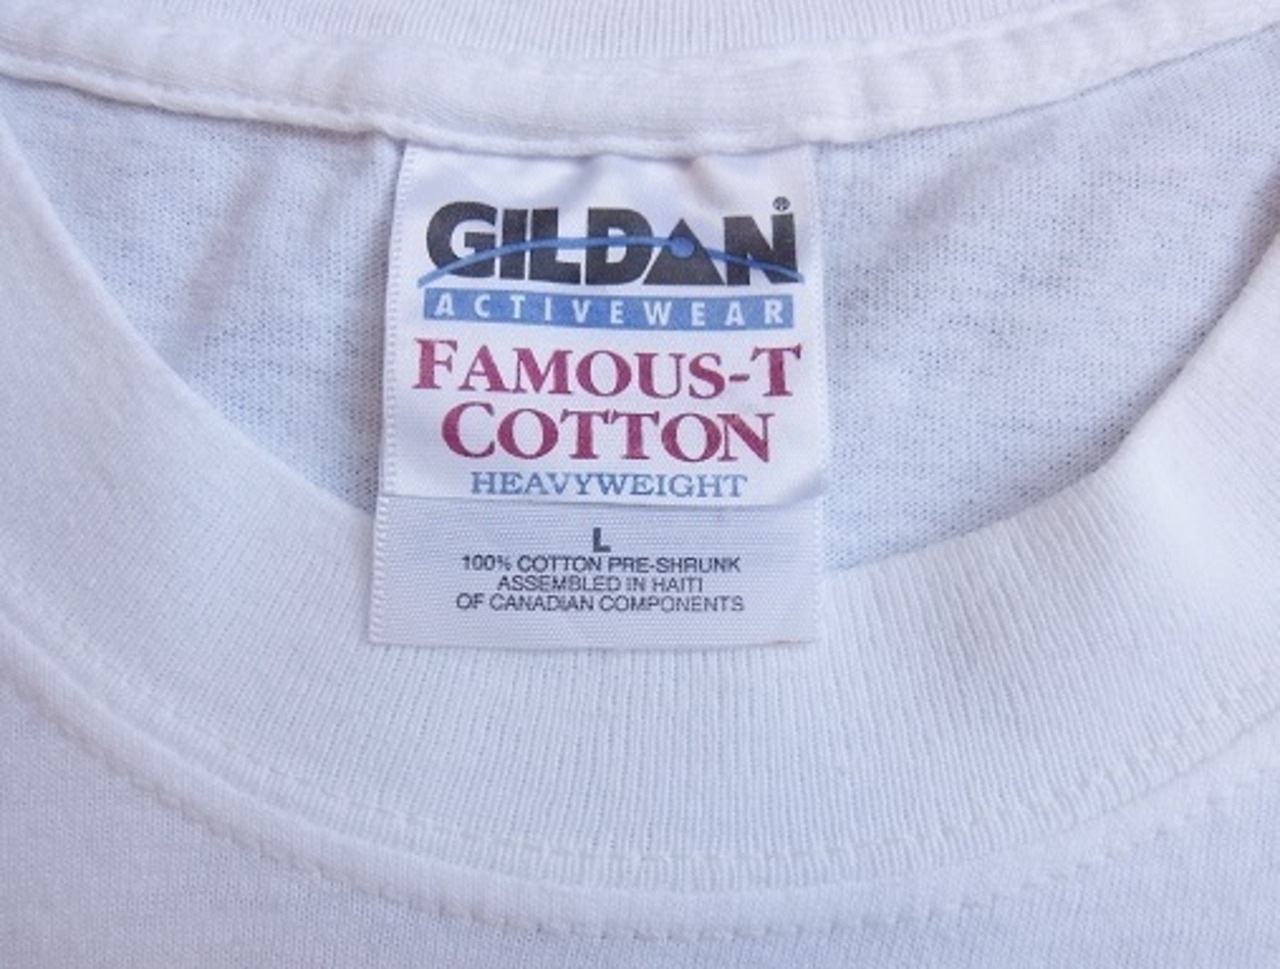 GILDAN®
ACTIVEWEAR
FAMOUS-T
COTTON
HEAVYWEIGHT
L
100% COTTON PRE-SHRUNK
ASSEMBLED IN HAITI
OF CANADIAN COMPONENTS